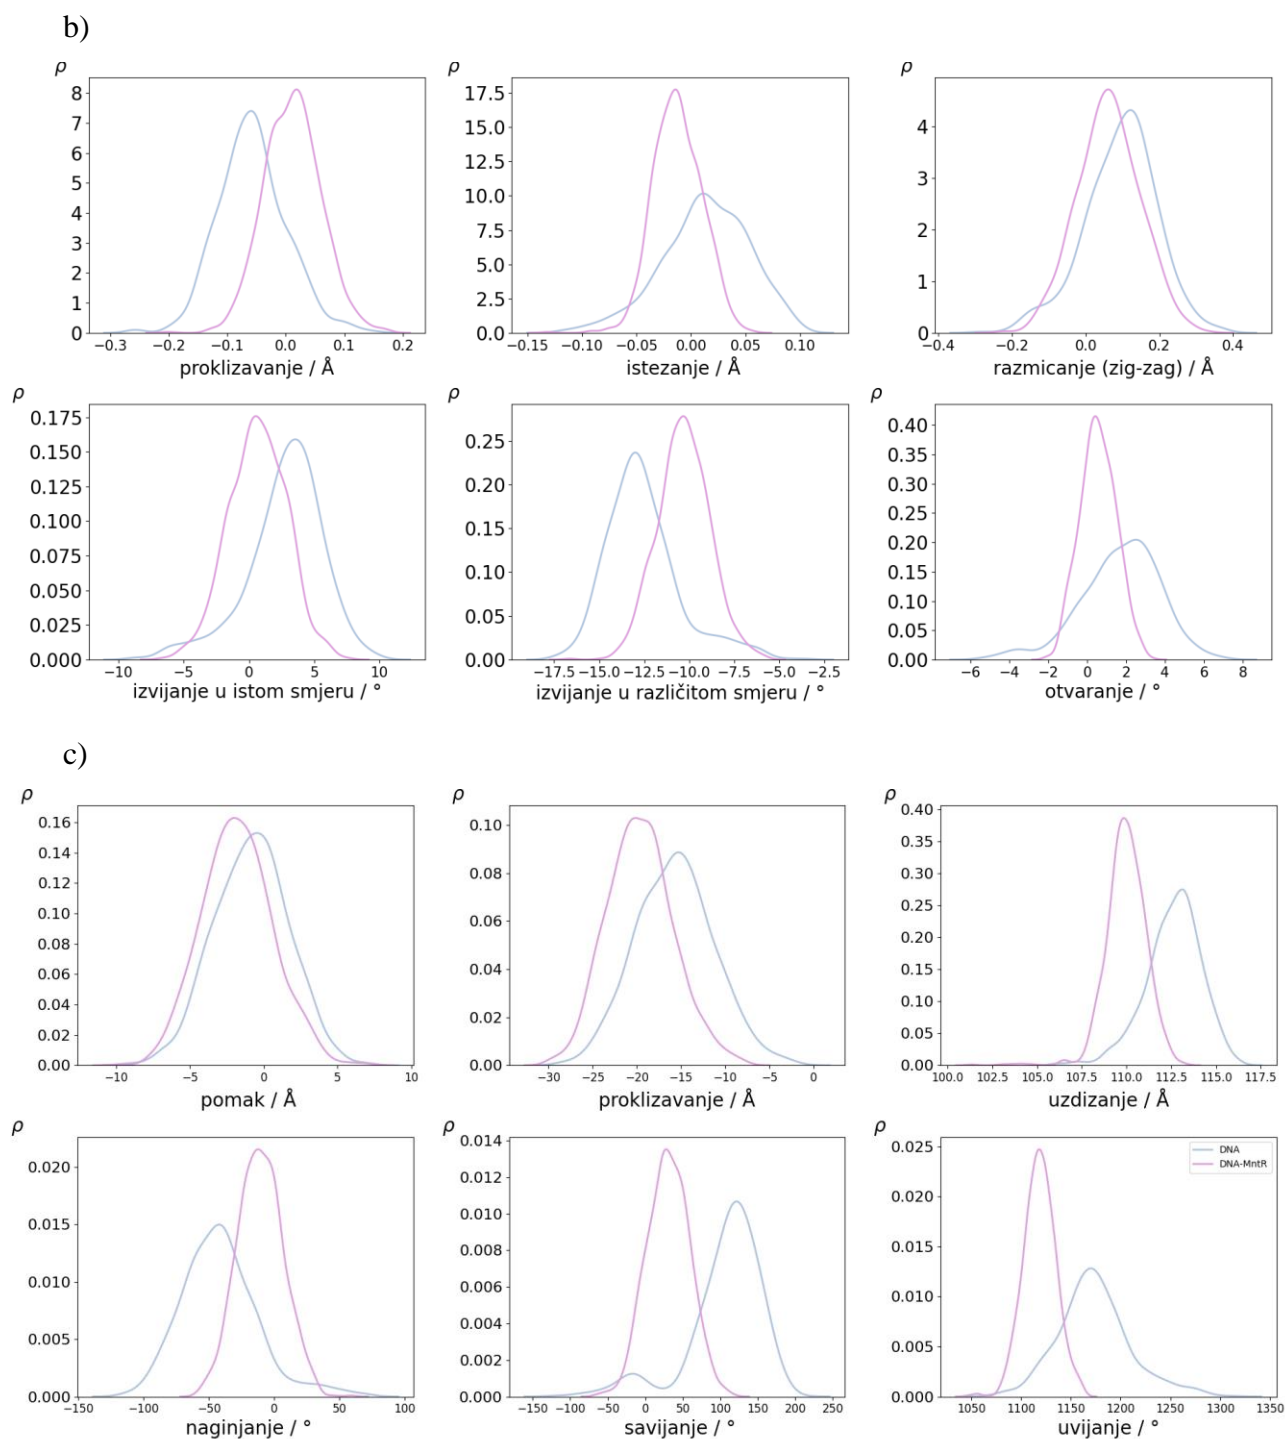 b)
ρ
8
7
6
5
4
3
2
1
0
−0.3 −0.2 −0.1 0.0 0.1 0.2
proklizavanje / Å
ρ
17.5
15.0
12.5
10.0
7.5
5.0
2.5
0.0
−0.15 −0.10 −0.05 0.00 0.05 0.10
istezanje / Å
ρ
4
3
2
1
0
−0.4 −0.2 0.0 0.2 0.4
razmicanje (zig-zag) / Å
ρ
0.175
0.150
0.125
0.100
0.075
0.050
0.025
0.000
−10 −5 0 5 10
izvijanje u istom smjeru / °
ρ
0.25
0.20
0.15
0.10
0.05
0.00
−17.5 −15.0 −12.5 −10.0 −7.5 −5.0 −2.5
izvijanje u različitom smjeru / °
ρ
0.40
0.35
0.30
0.25
0.20
0.15
0.10
0.05
0.00
−6 −4 −2 0 2 4 6 8
otvaranje / °
c)
ρ
0.16
0.14
0.12
0.10
0.08
0.06
0.04
0.02
0.00
−10 −5 0 5 10
pomak / Å
ρ
0.10
0.08
0.06
0.04
0.02
0.00
−30 −25 −20 −15 −10 −5 0
proklizavanje / Å
ρ
0.40
0.35
0.30
0.25
0.20
0.15
0.10
0.05
0.00
100.0 102.5 105.0 107.5 110.0 112.5 115.0 117.5
uzdizanje / Å
ρ
0.020
0.015
0.010
0.005
0.000
−150 −100 −50 0 50 100
naginjanje / °
ρ
0.014
0.012
0.010
0.008
0.006
0.004
0.002
0.000
−150 −100 −50 0 50 100 150 200 250
savijanje / °
ρ
0.025
0.020
0.015
0.010
0.005
0.000
DNA
DNA-MntR
1050 1100 1150 1200 1250 1300 1350
uvijanje / °